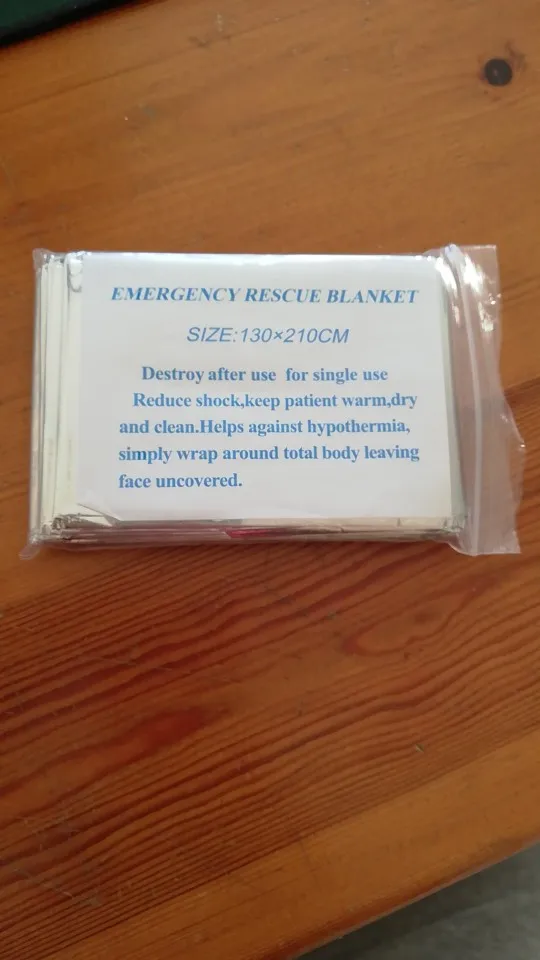 EMERGENCY RESCUE BLANKET
SIZE:130×210CM
Destroy after use for single use
Reduce shock,keep patient warm,dry
and clean.Helps against hypothermia,
simply wrap around total body leaving
face uncovered.